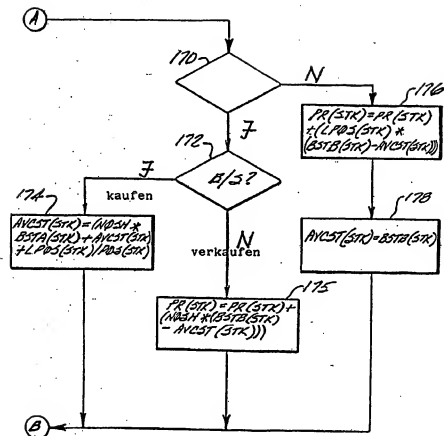 A
170
N
176
PR(STK)=PR(STK)
+(LPOS(STK)*
(BSTB(STK)-AVCST(STK)))
J
172
B/S?
J
kaufen
174
AVCST(STK)=(NOSH*
BSTA(STK)+AVCST(STK)
*LPOS(STK))/POS(STK)
N
verkaufen
178
AVCST(STK)=BSTB(STK)
175
PR(STK)=PR(STK)+
(NOSH*(BSTB(STK)
-AVCST(STK)))
B